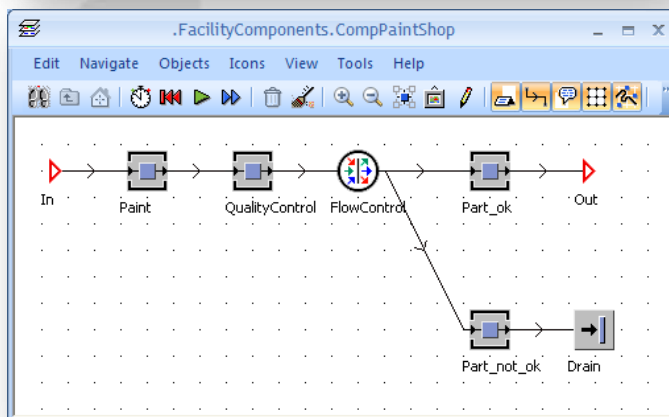 .FacilityComponents.CompPaintShop
Edit Navigate Objects Icons View Tools Help
In Paint QualityControl FlowControl Part_ok Out
Part_not_ok Drain